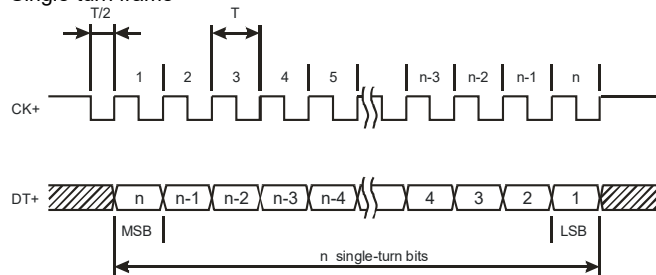 Single-turn frame
T/2 T
1 2 3 4 5 n-3 n-2 n-1 n
CK+
DT+ n n-1 n-2 n-3 n-4 4 3 2 1
MSB LSB
n single-turn bits